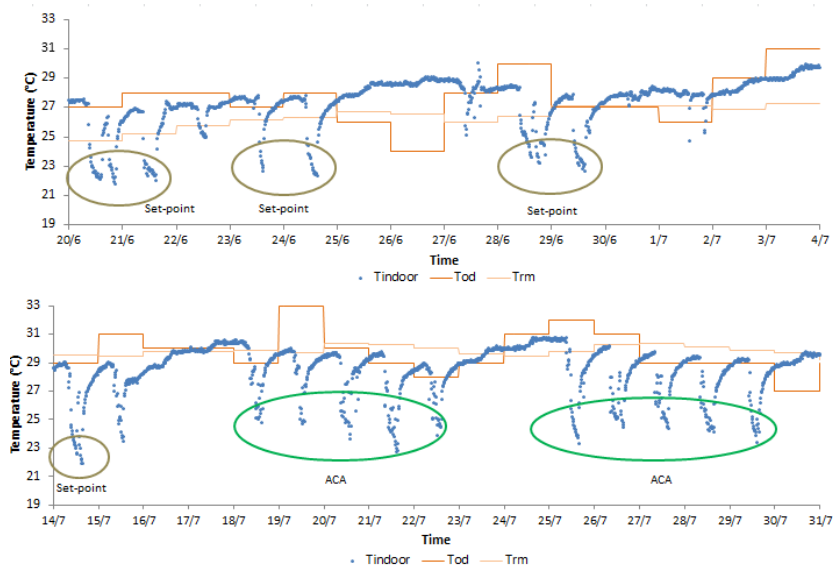 33
31
29
27
25
23
21
19
Temperature (°C)
Set-point
Set-point
Set-point
20/6 21/6 22/6 23/6 24/6 26/6 26/6 27/6 28/6 29/6 30/6 1/7 2/7 3/7 4/7
Time
Tindoor Tod Trm
33
31
29
27
25
23
21
19
Temperature (°C)
Set-point
ACA
ACA
14/7 15/7 16/7 17/7 18/7 19/7 20/7 21/7 22/7 23/7 24/7 25/7 26/7 27/7 28/7 29/7 30/7 31/7
Time
Tindoor Tod Trm